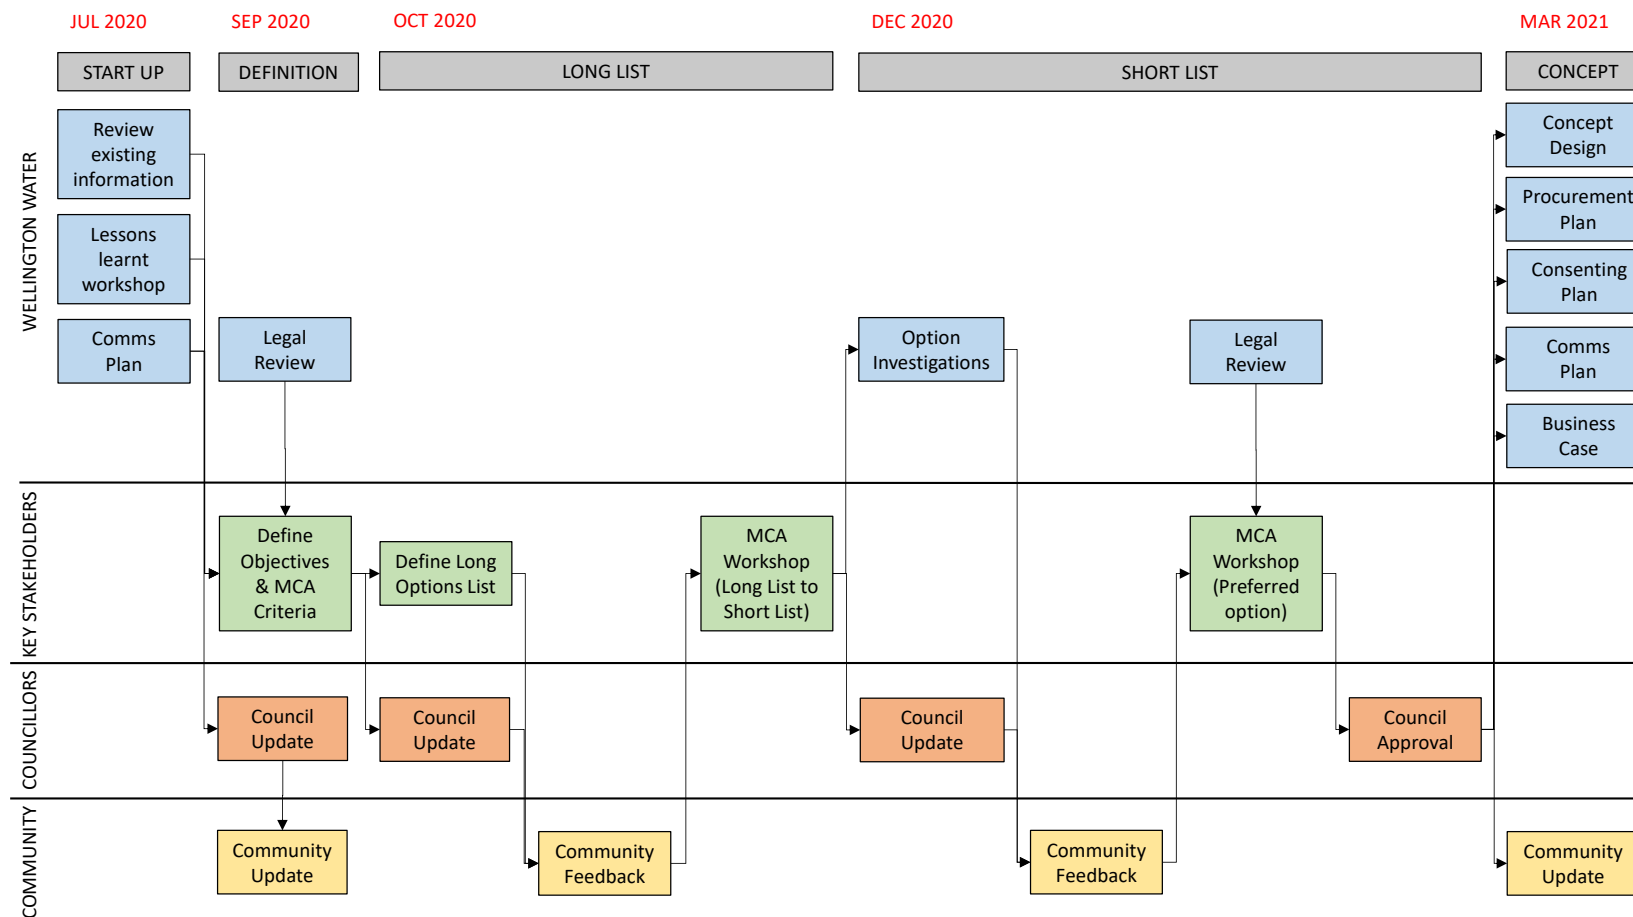 JUL 2020
SEP 2020
OCT 2020
DEC 2020
MAR 2021
START UP
DEFINITION
LONG LIST
SHORT LIST
CONCEPT
WELLINGTON WATER
Review
existing
information
Lessons
learnt
workshop
Comms
Plan
Legal
Review
Option
Investigations
Legal
Review
Concept
Design
Procurement
Plan
Consenting
Plan
Comms
Plan
Business
Case
KEY STAKEHOLDERS
Define
Objectives
& MCA
Criteria
Define Long
Options List
MCA
Workshop
(Long List to
Short List)
MCA
Workshop
(Preferred
option)
COUNCILLORS
Council
Update
Council
Update
Council
Update
Council
Approval
COMMUNITY
Community
Update
Community
Feedback
Community
Feedback
Community
Update